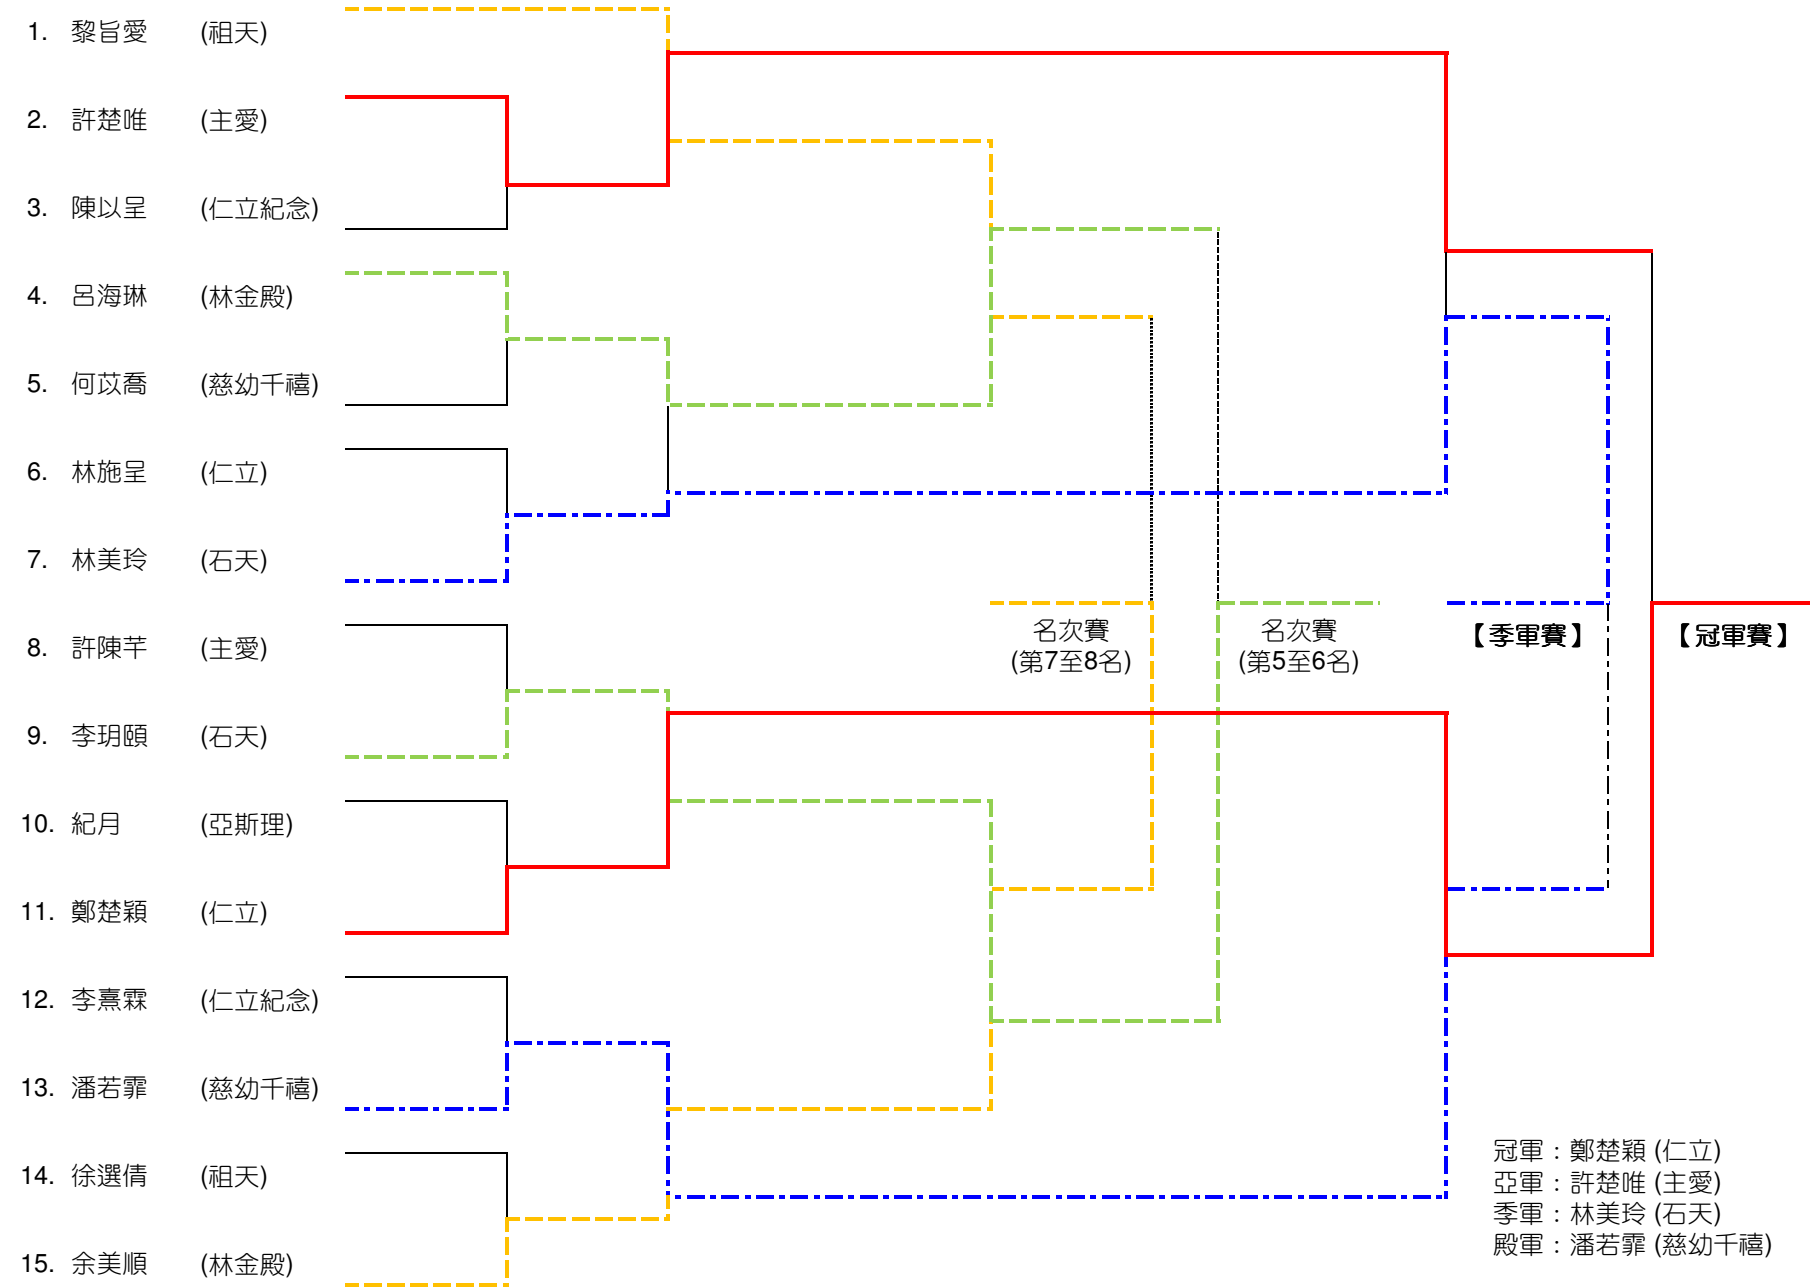 1. 黎旨愛 (祖天)
2. 許楚唯 (主愛)
3. 陳以呈 (仁立紀念)
4. 呂海琳 (林金殿)
5. 何苡喬 (慈幼千禧)
6. 林施呈 (仁立)
7. 林美玲 (石天)
8. 許陳芊 (主愛)
9. 李玥頤 (石天)
10. 紀月 (亞斯理)
11. 鄭楚穎 (仁立)
12. 李熹霖 (仁立紀念)
13. 潘若霏 (慈幼千禧)
14. 徐選倩 (祖天)
15. 余美順 (林金殿)
名次賽
(第7至8名)
名次賽
(第5至6名)
【季軍賽】
【冠軍賽】
冠軍：鄭楚穎 (仁立)
亞軍：許楚唯 (主愛)
季軍：林美玲 (石天)
殿軍：潘若霏 (慈幼千禧)